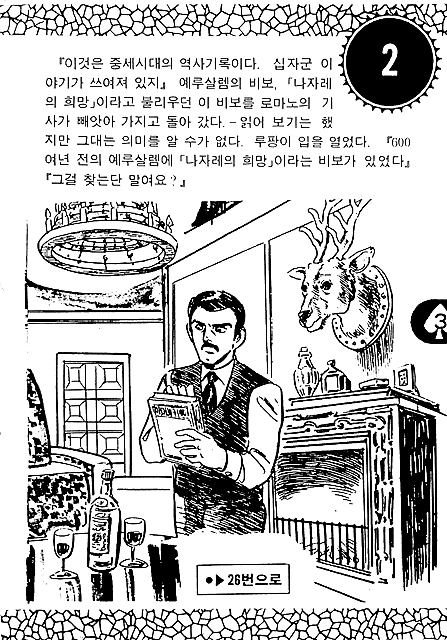 2
『이것은 중세시대의 역사기록이다. 십자군 이
야기가 쓰여져 있지』 예루살렘의 비보, 「나자레
의 희망」이라고 불리우던 이 비보를 로마노의 기
사가 빼앗아 가지고 돌아 갔다. – 읽어 보기는 했
지만 그대는 의미를 알 수가 없다. 루팡이 입을 열었다. 『600
여년 전의 예루살렘에 「나자레의 희망」이라는 비보가 있었다』
『그걸 찾는단 말여요?』
3
●▶26번으로